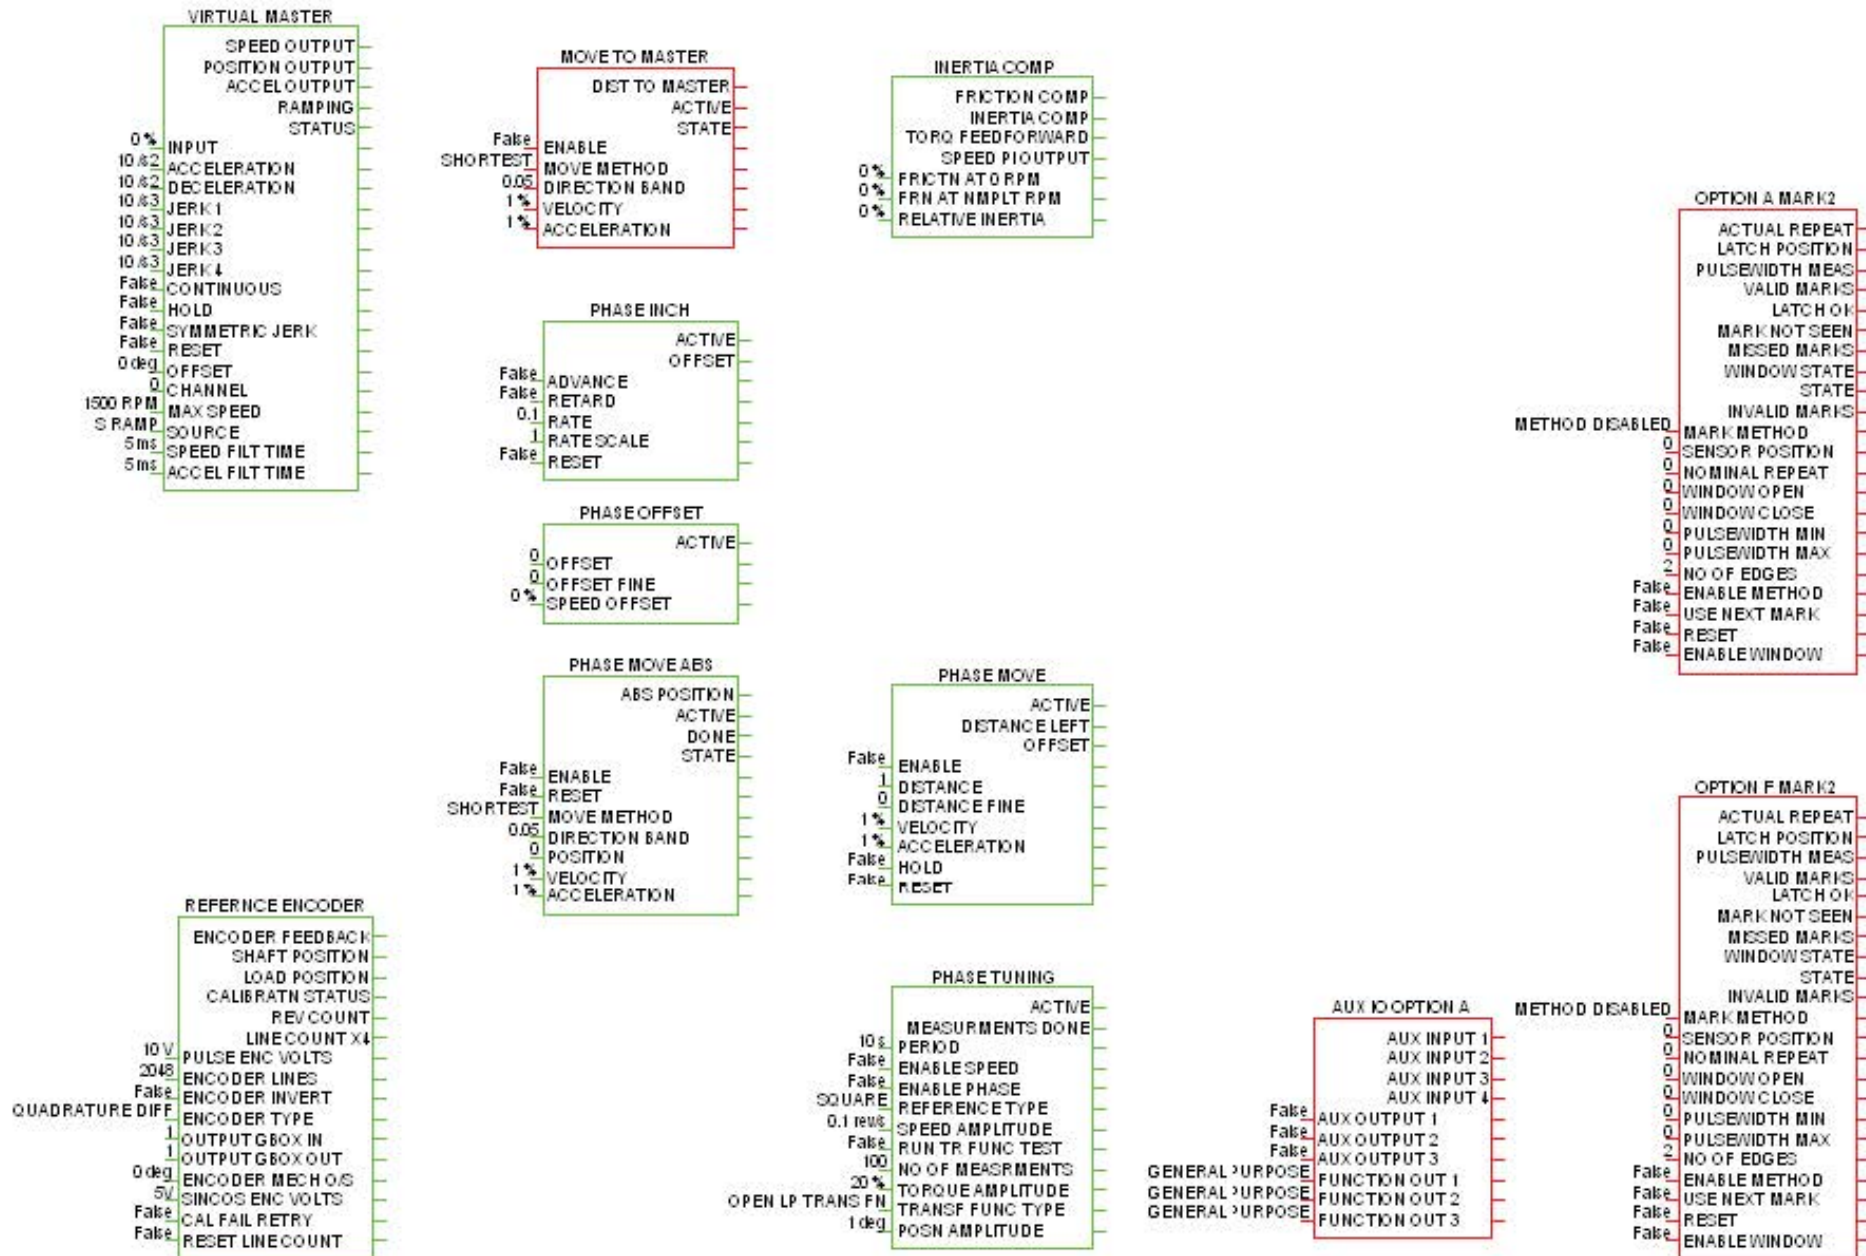 VIRTUAL MASTER
SPEED OUTPUT
POSITION OUTPUT
ACCEL OUTPUT
RAMPING
STATUS
0 % INPUT
10 /s2 ACCELERATION
10 /s2 DECELERATION
10 /s3 JERK 1
10 /s3 JERK 2
10 /s3 JERK 3
10 /s3 JERK 4
False CONTINUOUS
False HOLD
False SYMMETRIC JERK
False RESET
0 deg OFFSET
0 CHANNEL
1500 RPM MAX SPEED
S RAMP SOURCE
5 ms SPEED FILT TIME
5 ms ACCEL FILT TIME
MOVE TO MASTER
DIST TO MASTER
ACTIVE
STATE
False ENABLE
SHORTEST MOVE METHOD
0.05 DIRECTION BAND
1 % VELOCITY
1 % ACCELERATION
INERTIA COMP
FRICTION COMP
INERTIA COMP
TORQ FEEDFORWARD
SPEED PI OUTPUT
0 % FRICTN AT 0 RPM
0 % FRN AT NMPLT RPM
0 % RELATIVE INERTIA
PHASE INCH
ACTIVE
OFFSET
False ADVANCE
False RETARD
0.1 RATE
1 RATE SCALE
False RESET
PHASE OFFSET
ACTIVE
0 OFFSET
0 OFFSET FINE
0 % SPEED OFFSET
PHASE MOVE ABS
ABS POSITION
ACTIVE
DONE
STATE
False ENABLE
False RESET
SHORTEST MOVE METHOD
0.05 DIRECTION BAND
0 POSITION
1 % VELOCITY
1 % ACCELERATION
PHASE MOVE
ACTIVE
DISTANCE LEFT
OFFSET
False ENABLE
1 DISTANCE
0 DISTANCE FINE
1 % VELOCITY
1 % ACCELERATION
False HOLD
False RESET
OPTION A MARK2
ACTUAL REPEAT
LATCH POSITION
PULSEWIDTH MEAS
VALID MARKS
LATCH OK
MARK NOT SEEN
MISSED MARKS
WINDOW STATE
STATE
INVALID MARKS
METHOD DISABLED MARK METHOD
0 SENSOR POSITION
0 NOMINAL REPEAT
0 WINDOW OPEN
0 WINDOW CLOSE
0 PULSEWIDTH MIN
0 PULSEWIDTH MAX
2 NO OF EDGES
False ENABLE METHOD
False USE NEXT MARK
False RESET
False ENABLE WINDOW
REFERNCE ENCODER
ENCODER FEEDBACK
SHAFT POSITION
LOAD POSITION
CALIBRATN STATUS
REV COUNT
LINE COUNT X4
10 V PULSE ENC VOLTS
2048 ENCODER LINES
False ENCODER INVERT
QUADRATURE DIFF ENCODER TYPE
1 OUTPUT GBOX IN
1 OUTPUT GBOX OUT
0 deg ENCODER MECH O/S
5V SINCOS ENC VOLTS
False CAL FAIL RETRY
False RESET LINE COUNT
PHASE TUNING
ACTIVE
MEASURMENTS DONE
10 s PERIOD
False ENABLE SPEED
False ENABLE PHASE
SQUARE REFERENCE TYPE
0.1 rev/s SPEED AMPLITUDE
False RUN TR FUNC TEST
100 NO OF MEASRMENTS
20 % TORQUE AMPLITUDE
OPEN LP TRANS FN TRANSF FUNC TYPE
1 deg POSN AMPLITUDE
AUX IO OPTION A
AUX INPUT 1
AUX INPUT 2
AUX INPUT 3
AUX INPUT 4
False AUX OUTPUT 1
False AUX OUTPUT 2
False AUX OUTPUT 3
GENERAL PURPOSE FUNCTION OUT 1
GENERAL PURPOSE FUNCTION OUT 2
GENERAL PURPOSE FUNCTION OUT 3
OPTION F MARK2
ACTUAL REPEAT
LATCH POSITION
PULSEWIDTH MEAS
VALID MARKS
LATCH OK
MARK NOT SEEN
MISSED MARKS
WINDOW STATE
STATE
INVALID MARKS
METHOD DISABLED MARK METHOD
0 SENSOR POSITION
0 NOMINAL REPEAT
0 WINDOW OPEN
0 WINDOW CLOSE
0 PULSEWIDTH MIN
0 PULSEWIDTH MAX
2 NO OF EDGES
False ENABLE METHOD
False USE NEXT MARK
False RESET
False ENABLE WINDOW